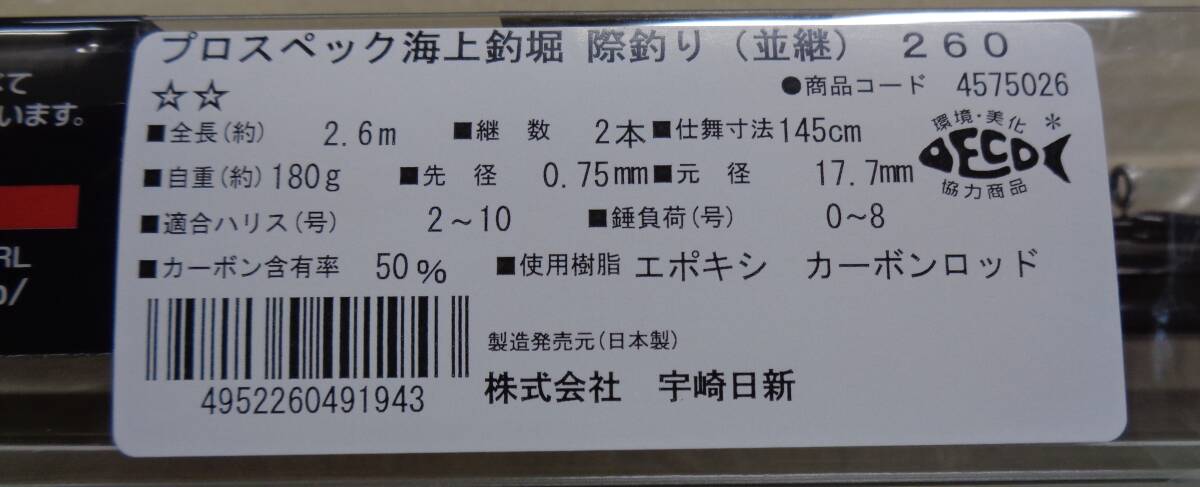 プロスペック海上釣堀 際釣り（並継） ２６０
☆☆
●商品コード 4575026
■全長(約) 2.6m ■継 数 2本 ■仕舞寸法 145cm
■自重(約) 180g ■先 径 0.75mm ■元 径 17.7mm
■適合ハリス(号) 2～10 ■錘負荷(号) 0～8
■カーボン含有率 50% ■使用樹脂 エポキシ カーボンロッド
環境・美化
DECO
協力商品
*
製造発売元(日本製)
株式会社 宇崎日新
4952260491943
います。
RL
/